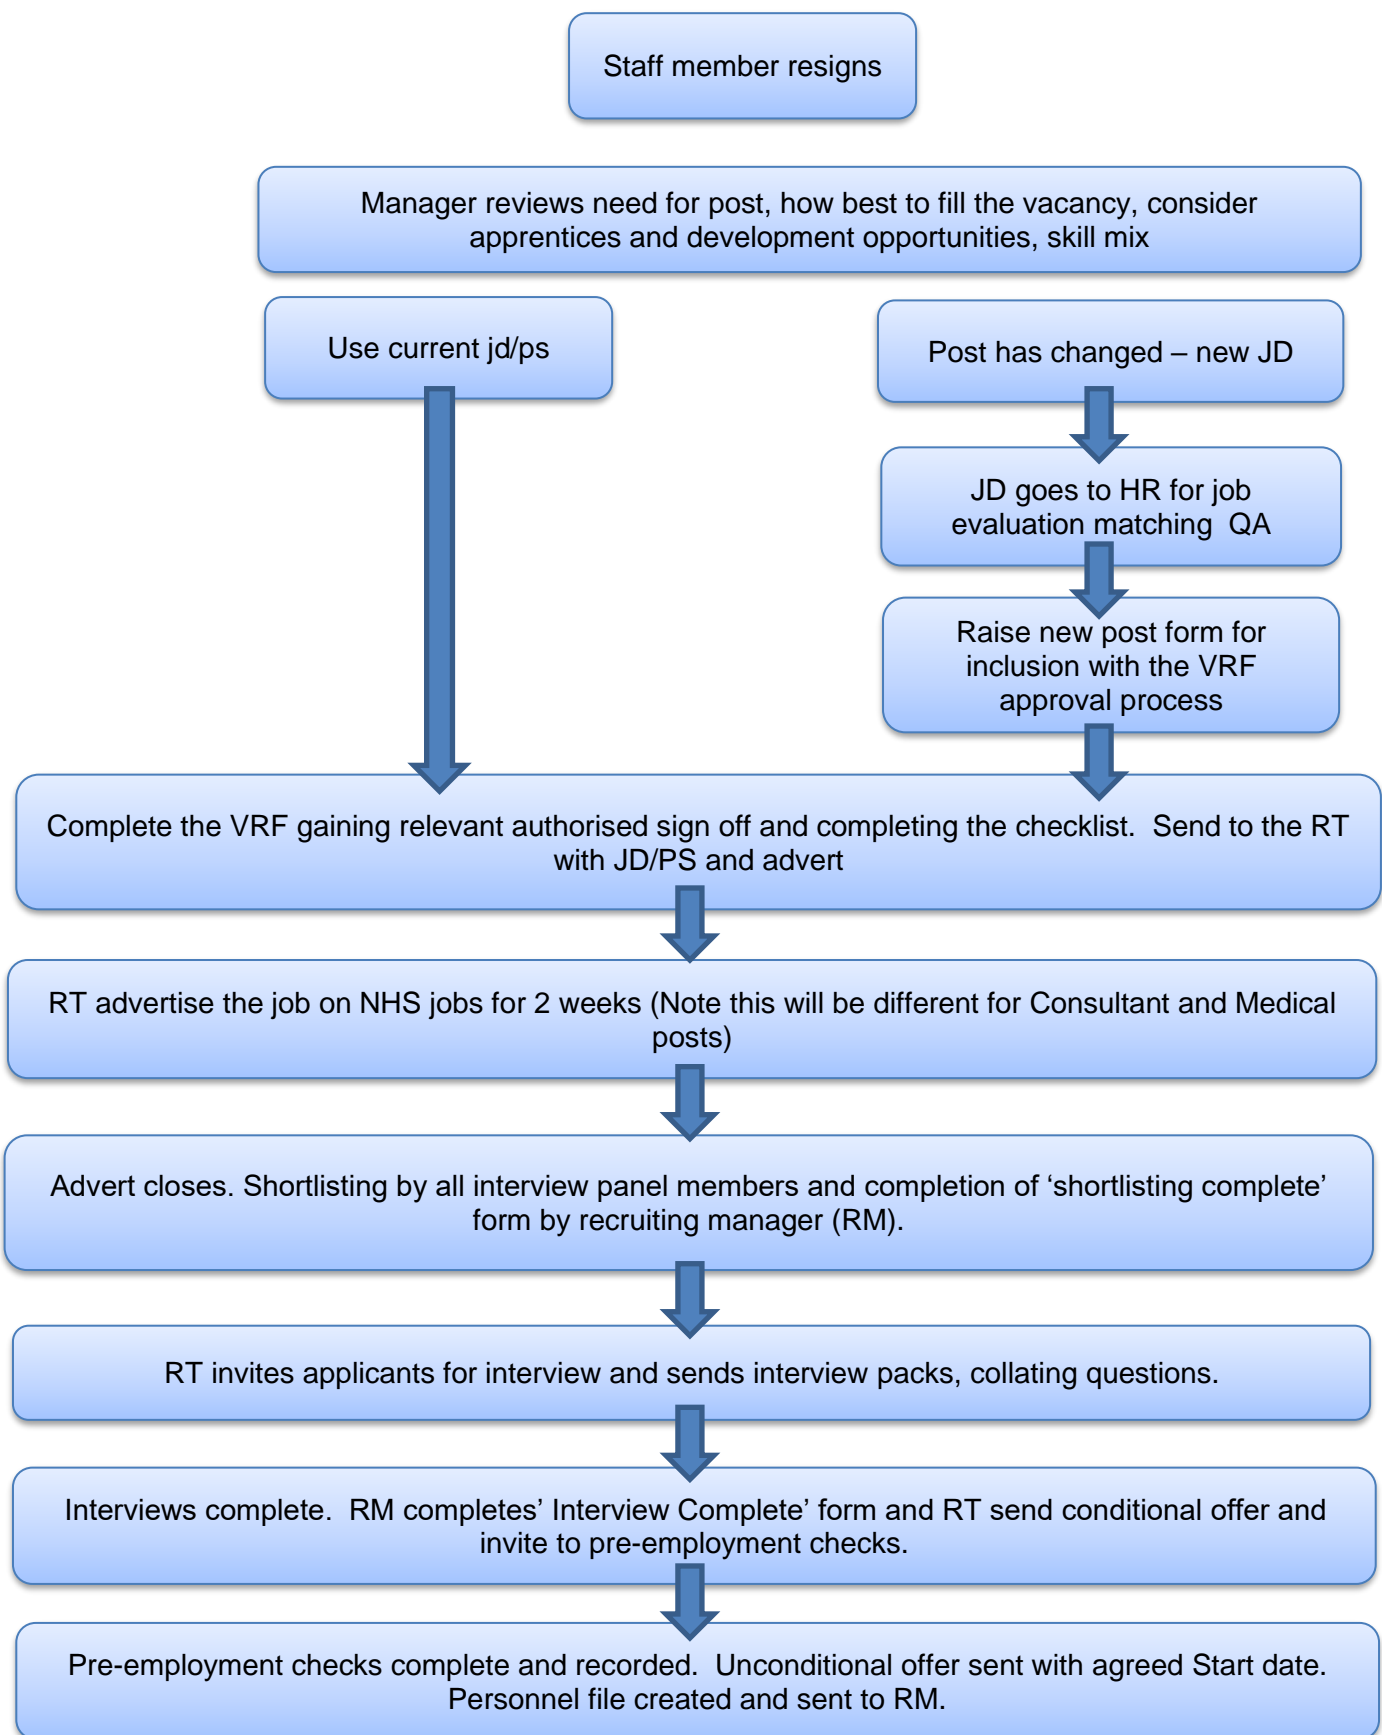 Staff member resigns
Manager reviews need for post, how best to fill the vacancy, consider
apprentices and development opportunities, skill mix
Use current jd/ps
Post has changed – new JD
JD goes to HR for job
evaluation matching  QA
Raise new post form for
inclusion with the VRF
approval process
Complete the VRF gaining relevant authorised sign off and completing the checklist.  Send to the RT
with JD/PS and advert
RT advertise the job on NHS jobs for 2 weeks (Note this will be different for Consultant and Medical
posts)
Advert closes. Shortlisting by all interview panel members and completion of ‘shortlisting complete’
form by recruiting manager (RM).
RT invites applicants for interview and sends interview packs, collating questions.
Interviews complete.  RM completes’ Interview Complete’ form and RT send conditional offer and
invite to pre-employment checks.
Pre-employment checks complete and recorded.  Unconditional offer sent with agreed Start date.
Personnel file created and sent to RM.